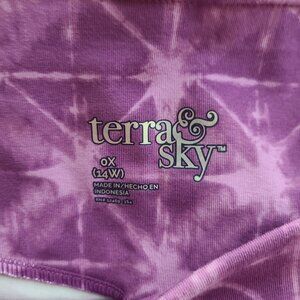 terra&
sky™
0X
(14W)
MADE IN/HECHO EN
INDONESIA